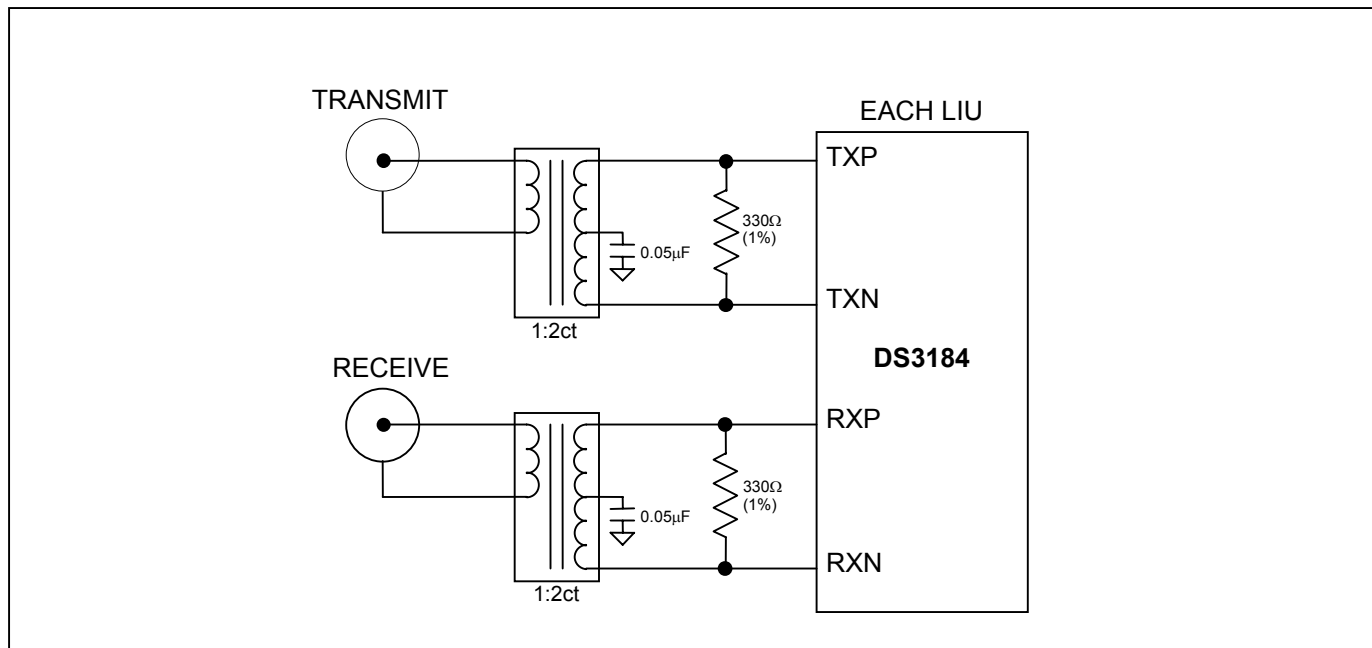 TRANSMIT
EACH LIU
TXP
330Ω
(1%)
0.05μF
TXN
1:2ct
DS3184
RECEIVE
RXP
330Ω
(1%)
0.05μF
RXN
1:2ct